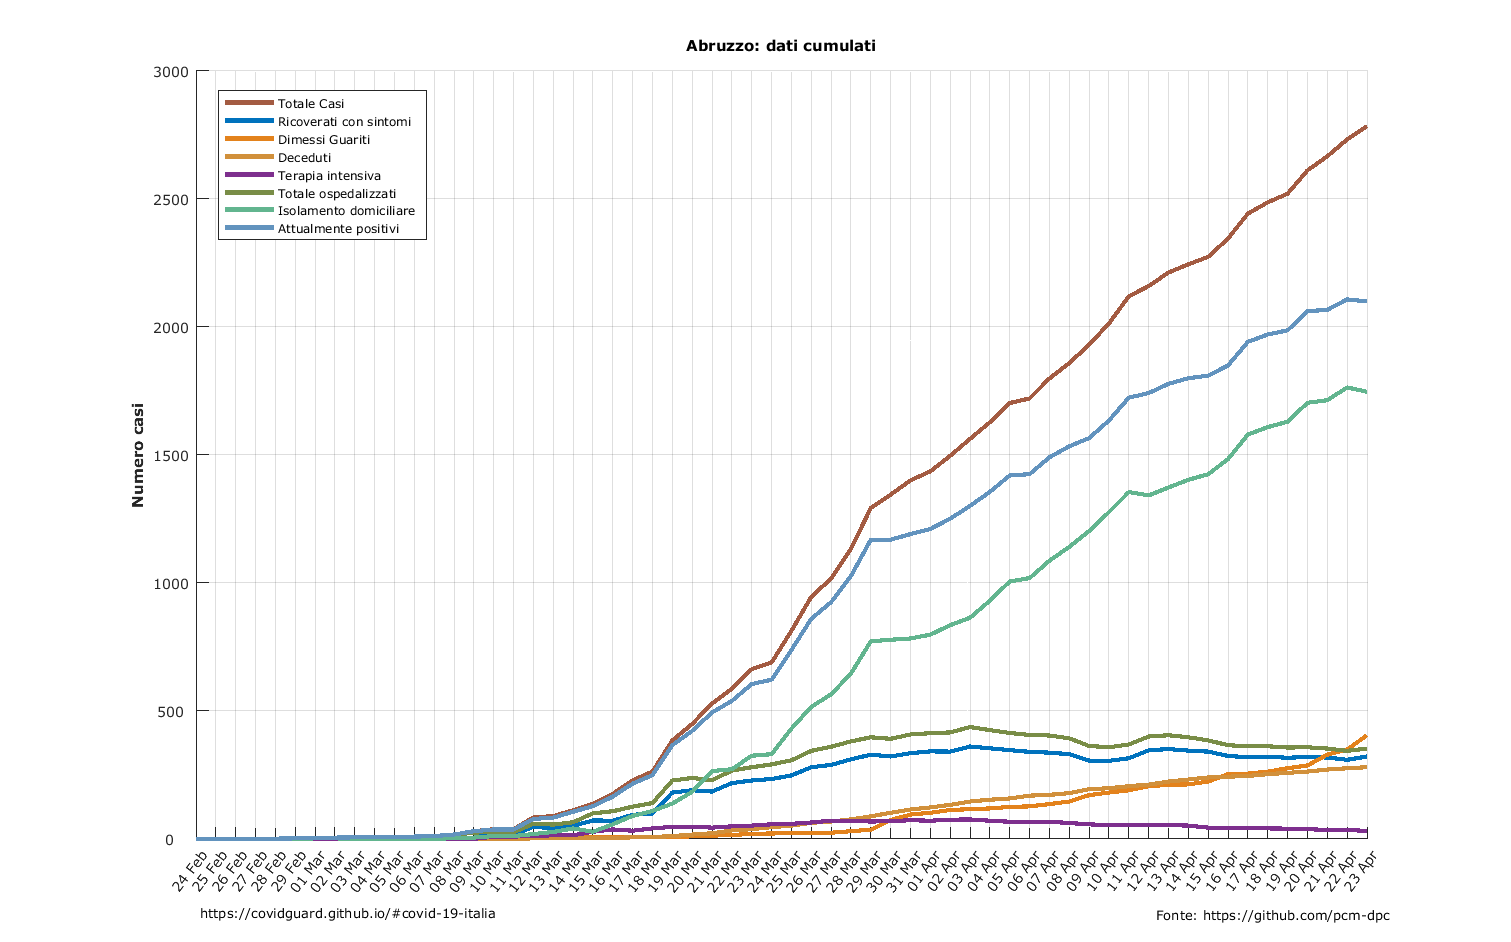 Abruzzo: dati cumulati
Numero casi
3000
2500
2000
1500
1000
500
0
Totale Casi
Ricoverati con sintomi
Dimessi Guariti
Deceduti
Terapia intensiva
Totale ospedalizzati
Isolamento domiciliare
Attualmente positivi
24 Feb
25 Feb
26 Feb
27 Feb
28 Feb
29 Feb
01 Mar
02 Mar
03 Mar
04 Mar
05 Mar
06 Mar
07 Mar
08 Mar
09 Mar
10 Mar
11 Mar
12 Mar
13 Mar
14 Mar
15 Mar
16 Mar
17 Mar
18 Mar
19 Mar
20 Mar
21 Mar
22 Mar
23 Mar
24 Mar
25 Mar
26 Mar
27 Mar
28 Mar
29 Mar
30 Mar
31 Mar
01 Apr
02 Apr
03 Apr
04 Apr
05 Apr
06 Apr
07 Apr
08 Apr
09 Apr
10 Apr
11 Apr
12 Apr
13 Apr
14 Apr
15 Apr
16 Apr
17 Apr
18 Apr
19 Apr
20 Apr
21 Apr
22 Apr
23 Apr
https://covidguard.github.io/#covid-19-italia
Fonte: https://github.com/pcm-dpc